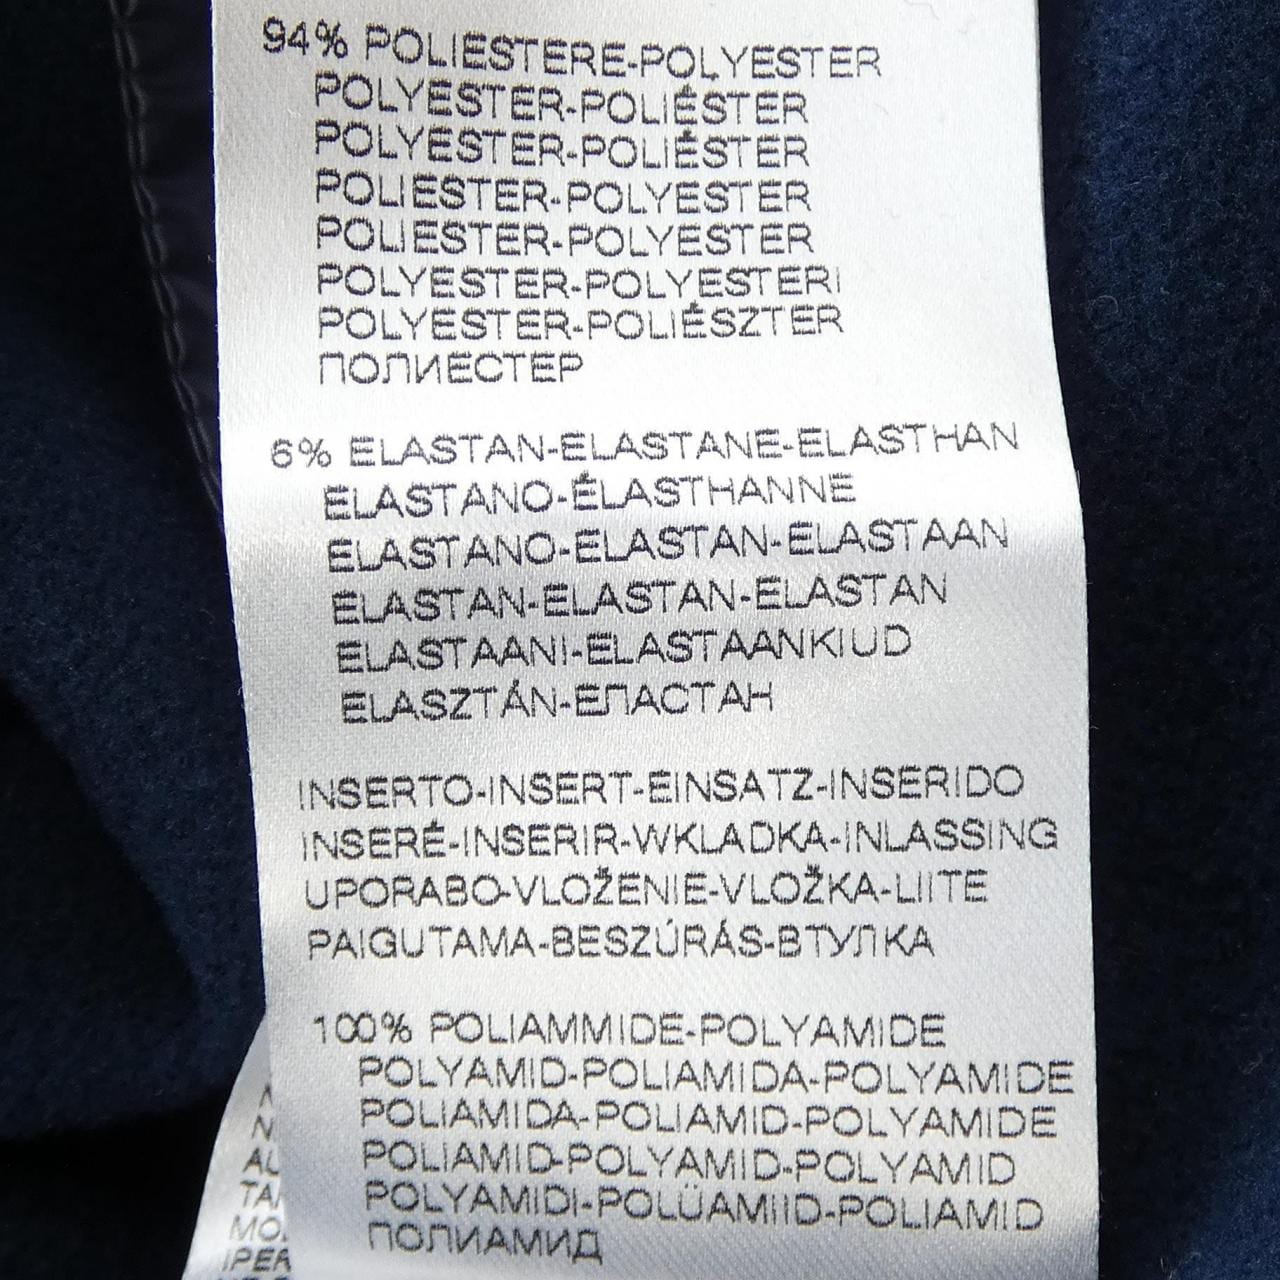 94% POLIESTERE-POLYESTER
POLYESTER-POLIÉSTER
POLYESTER-POLIÉSTER
POLIESTER-POLYESTER
POLIESTER-POLYESTER
POLYESTER-POLYESTERI
POLYESTER-POLIÉSZTER
ПОЛИЕСТЕР
6% ELASTAN-ELASTANE-ELASTHAN
ELASTANO-ÉLASTHANNE
ELASTANO-ELASTAN-ELASTAAN
ELASTAN-ELASTAN-ELASTAN
ELASTAANI-ELASTAANKIUD
ELASZTÁN-ЕЛАСТАН
INSERTO-INSERT-EINSATZ-INSERIDO
INSERÉ-INSERIR-WKLADKA-INLASSING
UPORABO-VLOŽENIE-VLOŽKA-LIITE
PAIGUTAMA-BESZÚRÁS-ВТУЛКА
100% POLIAMMIDE-POLYAMIDE
POLYAMID-POLIAMIDA-POLYAMIDE
POLIAMIDA-POLIAMID-POLYAMIDE
POLIAMID-POLYAMID-POLYAMID
POLYAMIDI-POLÜAMIID-POLIAMID
ПОЛИАМИД